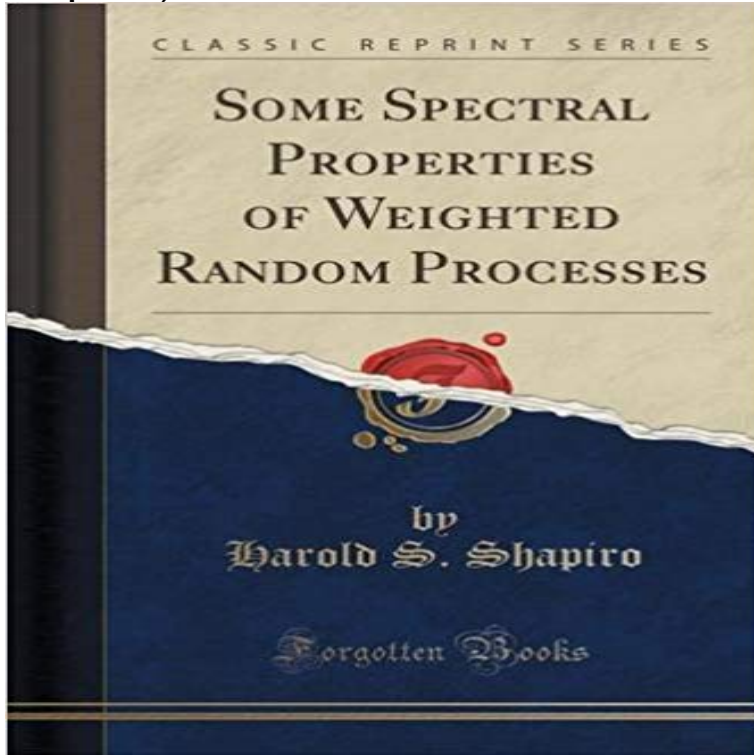 CLASSIC REPRINT SERIES
SOME SPECTRAL
PROPERTIES
OF WEIGHTED
RANDOM PROCESSES
by
Harold S. Shapiro
Forgotten Books